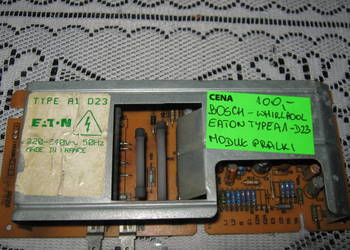 TYPE A1 D23
EATON
220-240V~ 50Hz
MADE IN FRANCE
CENA 100,-
BOSCH - WHIRLPOOL
EATON TYPE A1-D23
MODUŁ PRALKI